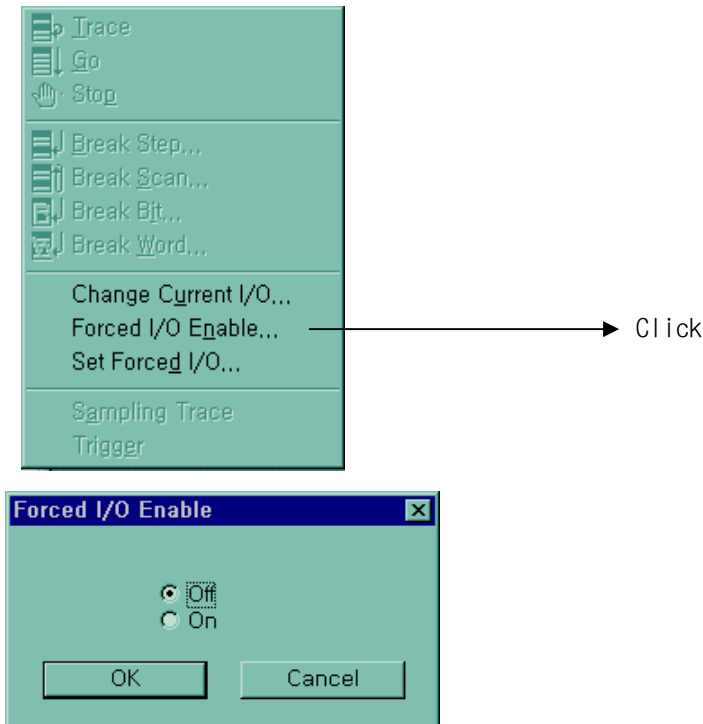 Trace
Go
Stop
Break Step...
Break Scan...
Break Bit...
Break Word...
Change Current I/O...
Forced I/O Enable...
Click
Set Forced I/O...
Sampling Trace
Trigger
Forced I/O Enable
Off
On
OK
Cancel